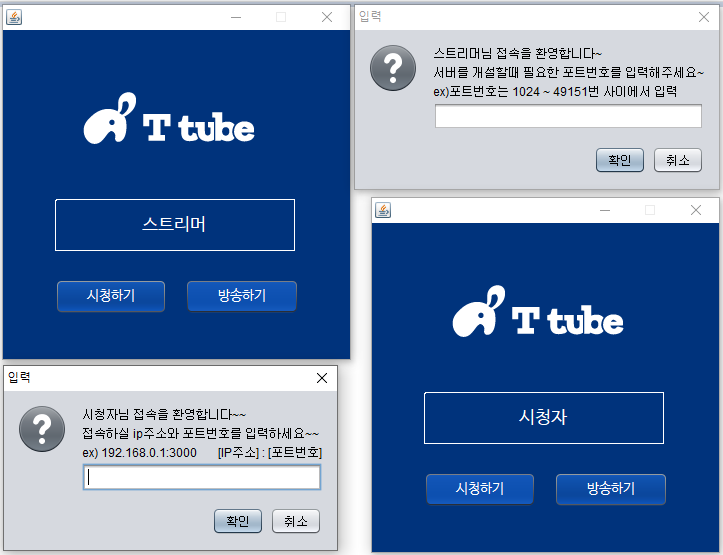 T tube
스트리머
시청하기
방송하기
입력
스트리머님 접속을 환영합니다~
서버를 개설할때 필요한 포트번호를 입력해주세요~
ex)포트번호는 1024 ~ 49151번 사이에서 입력
확인
취소
입력
시청자님 접속을 환영합니다~~
접속하실 ip주소와 포트번호를 입력하세요~~
ex) 192.168.0.1:3000 [IP주소] : [포트번호]
확인
취소
T tube
시청자
시청하기
방송하기